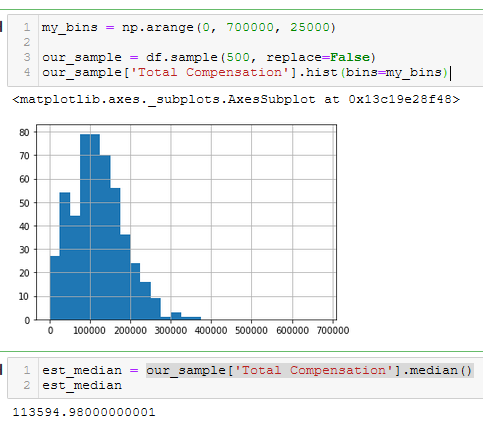 1 my_bins = np.arange(0, 700000, 25000)
2
3 our_sample = df.sample(500, replace=False)
4 our_sample['Total Compensation'].hist(bins=my_bins)
<matplotlib.axes._subplots.AxesSubplot at 0x13c19e28f48>
80
70
60
50
40
30
20
10
0
0 100000 200000 300000 400000 500000 600000 700000
1 est_median = our_sample['Total Compensation'].median()
2 est_median
113594.98000000001